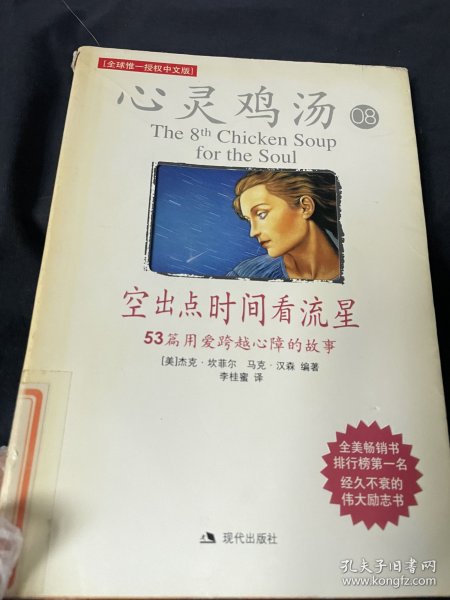 [全球惟一授权中文版]
心灵鸡汤 08
The 8th Chicken Soup
for the Soul
空出点时间看流星
53篇用爱跨越心障的故事
[美]杰克·坎菲尔 马克·汉森 编著
李桂蜜 译
全美畅销书
排行榜第一名
经久不衰的
伟大励志书
现代出版社
孔夫子旧书网
www.kongfz.com